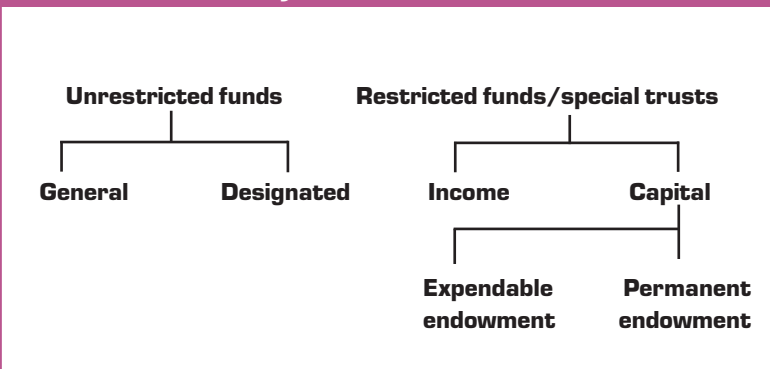 Unrestricted funds
Restricted funds/special trusts
General
Designated
Income
Capital
Expendable
endowment
Permanent
endowment